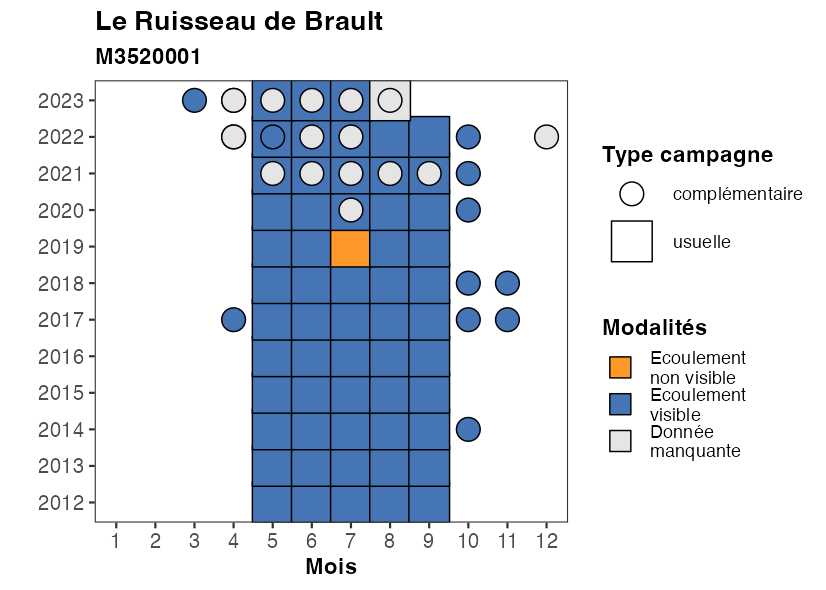 Le Ruisseau de Brault
M3520001
2023
2022
2021
2020
2019
2018
2017
2016
2015
2014
2013
2012
1 2 3 4 5 6 7 8 9 10 11 12
Mois
Type campagne
complémentaire
usuelle
Modalités
Ecoulement
non visible
Ecoulement
visible
Donnée
manquante